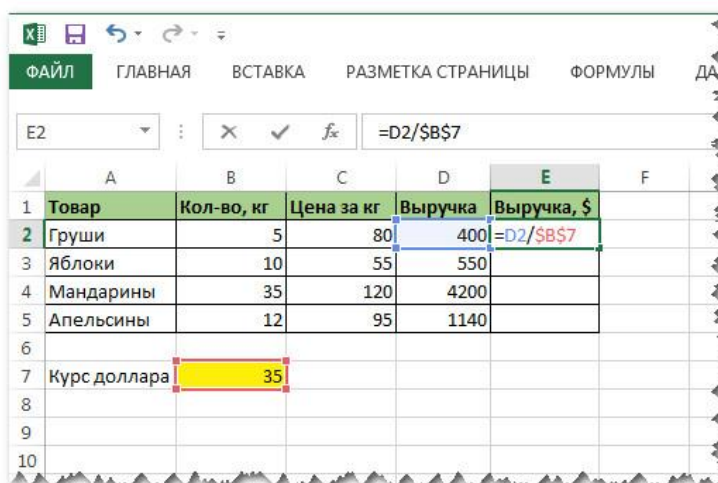 ФАЙЛ ГЛАВНАЯ ВСТАВКА РАЗМЕТКА СТРАНИЦЫ ФОРМУЛЫ
E2 fx =D2/$B$7
A B C D E F
1 Товар Кол-во, кг Цена за кг Выручка Выручка, $
2 Груши 5 80 400 =D2/$B$7
3 Яблоки 10 55 550
4 Мандарины 35 120 4200
5 Апельсины 12 95 1140
6
7 Курс доллара 35
8
9
10